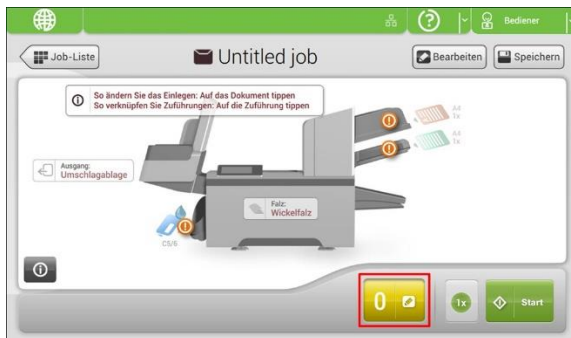 Bediener
Job-Liste
Untitled job
Bearbeiten
Speichern
So ändern Sie das Einlegen: Auf das Dokument tippen
So verknüpfen Sie Zuführungen: Auf die Zuführung tippen
A4
1x
A4
1x
Ausgang:
Umschlagablage
Falz:
Wickelfalz
C5/6
0
1x
Start